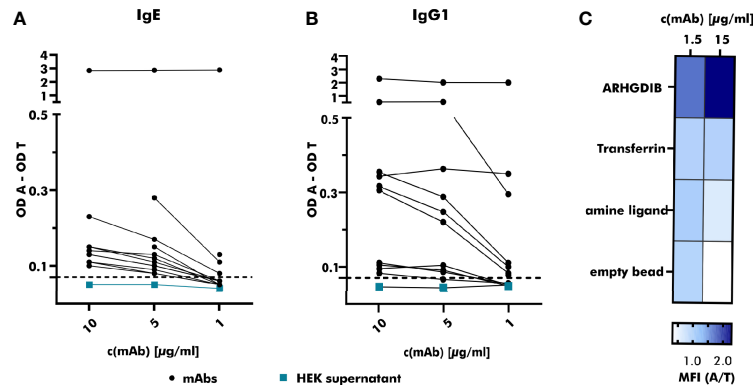 A
IgE
B
IgG1
C
c(mAb) [µg/ml]
1.5 15
OD A - OD T
4
3
2
1
0.5
0.3
0.1
10 5 1
c(mAb) [µg/ml]
OD A - OD T
4
3
2
1
0.5
0.3
0.1
10 5 1
c(mAb) [µg/ml]
ARHGDIB
Transferrin
amine ligand
empty bead
1.0 2.0
MFI (A/T)
mAbs
HEK supernatant